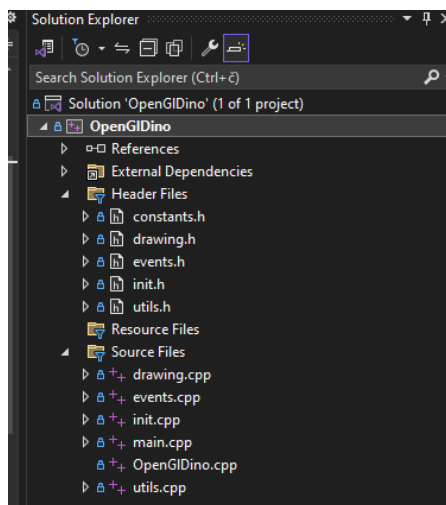 Solution Explorer
Search Solution Explorer (Ctrl+č)
Solution 'OpenGlDino' (1 of 1 project)
OpenGlDino
References
External Dependencies
Header Files
constants.h
drawing.h
events.h
init.h
utils.h
Resource Files
Source Files
drawing.cpp
events.cpp
init.cpp
main.cpp
OpenGlDino.cpp
utils.cpp